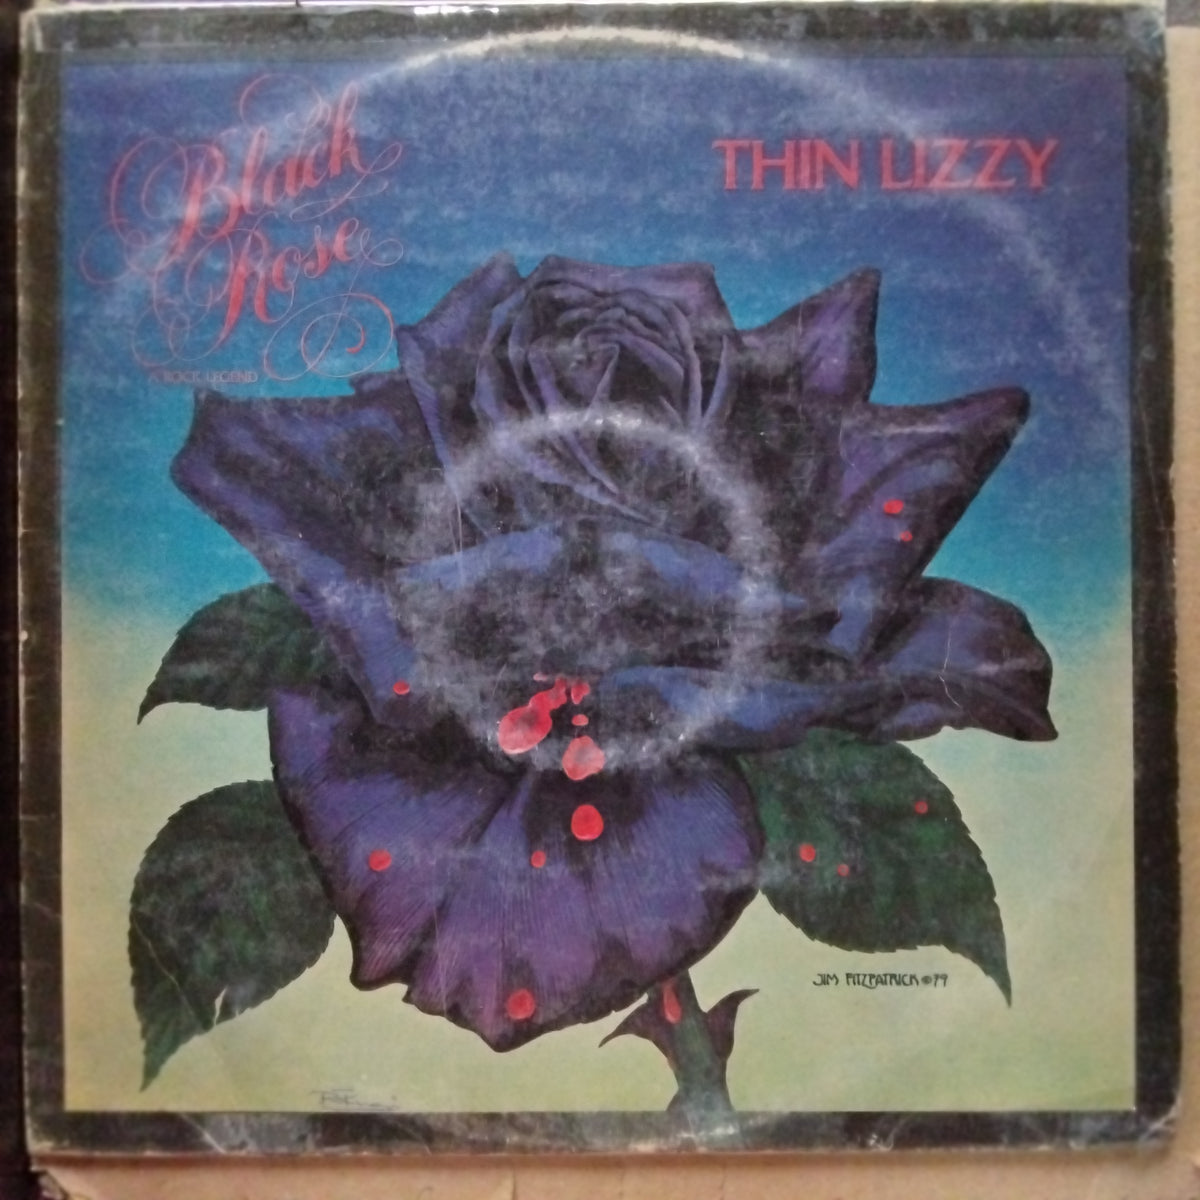 Black
Rose
A ROCK LEGEND
THIN LIZZY
JIM FITZPATRICK © 79